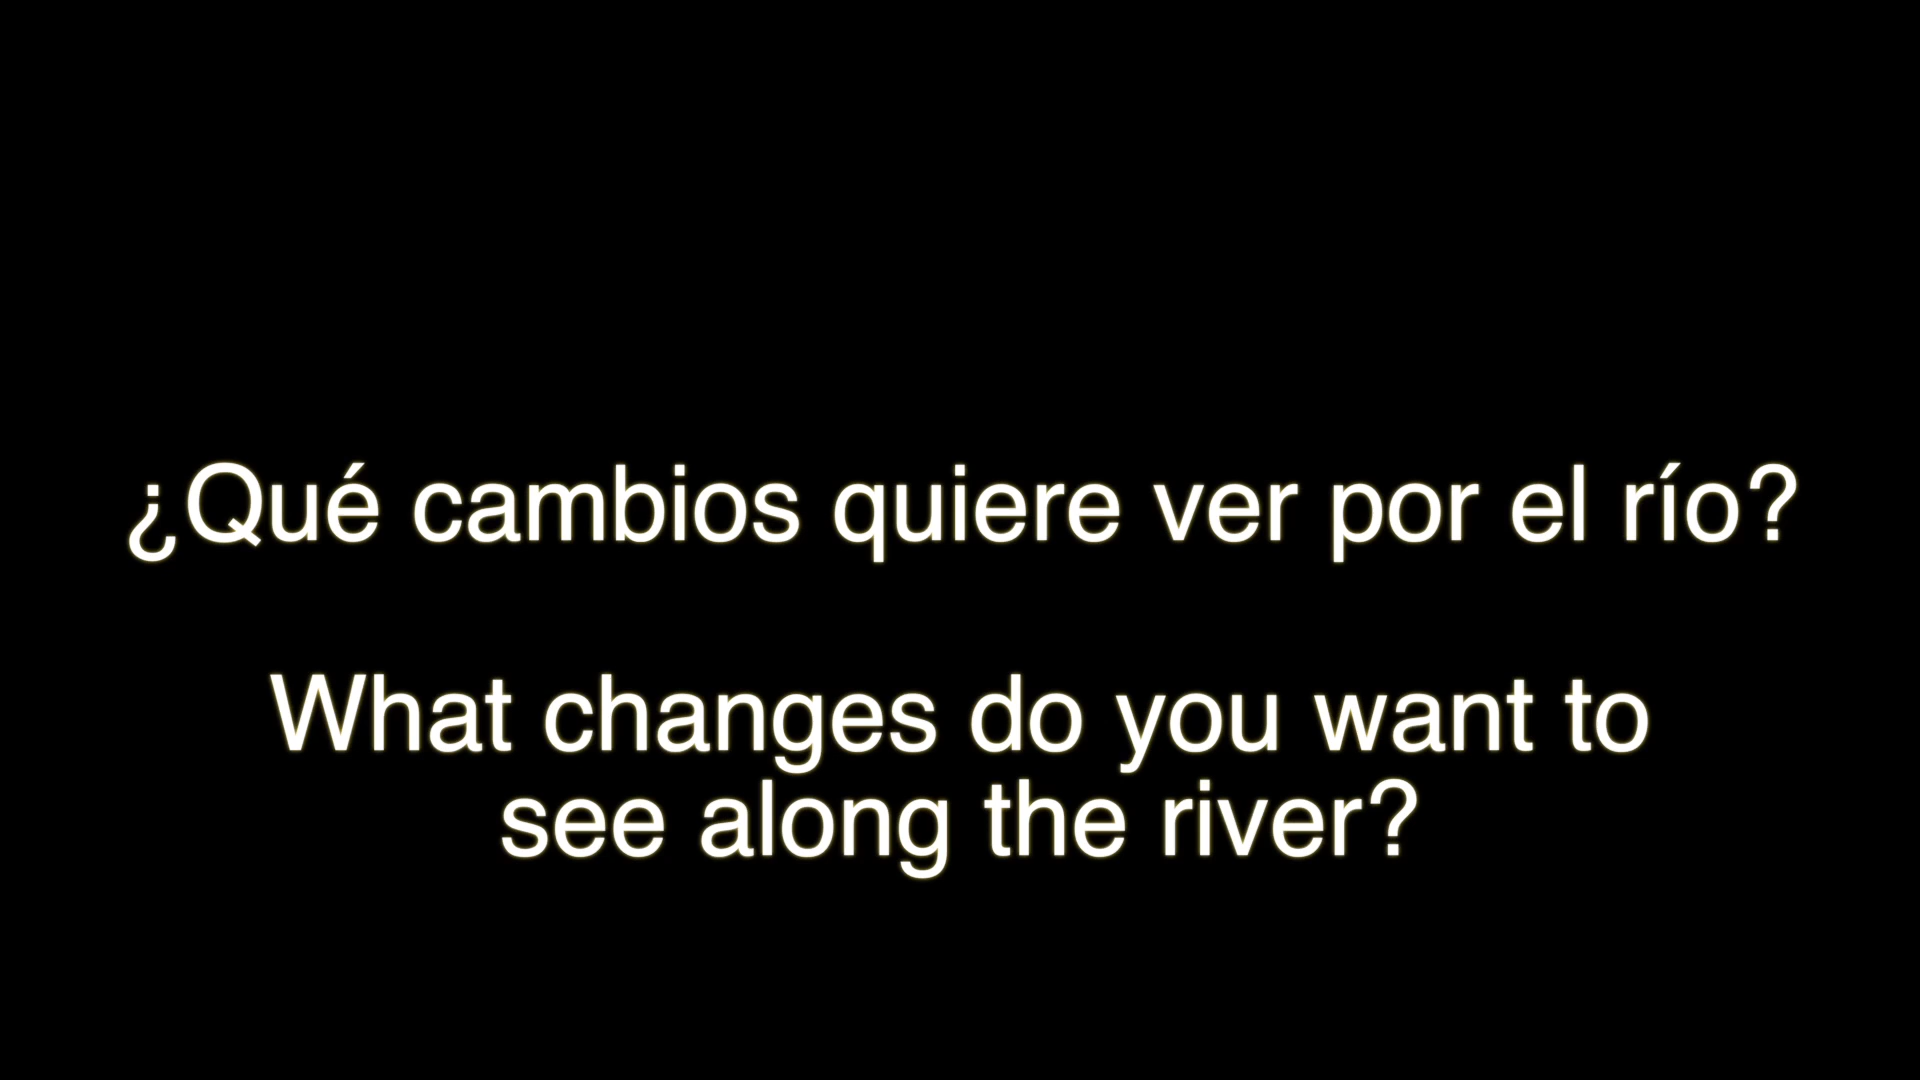 ¿Qué cambios quiere ver por el río?
What changes do you want to
see along the river?